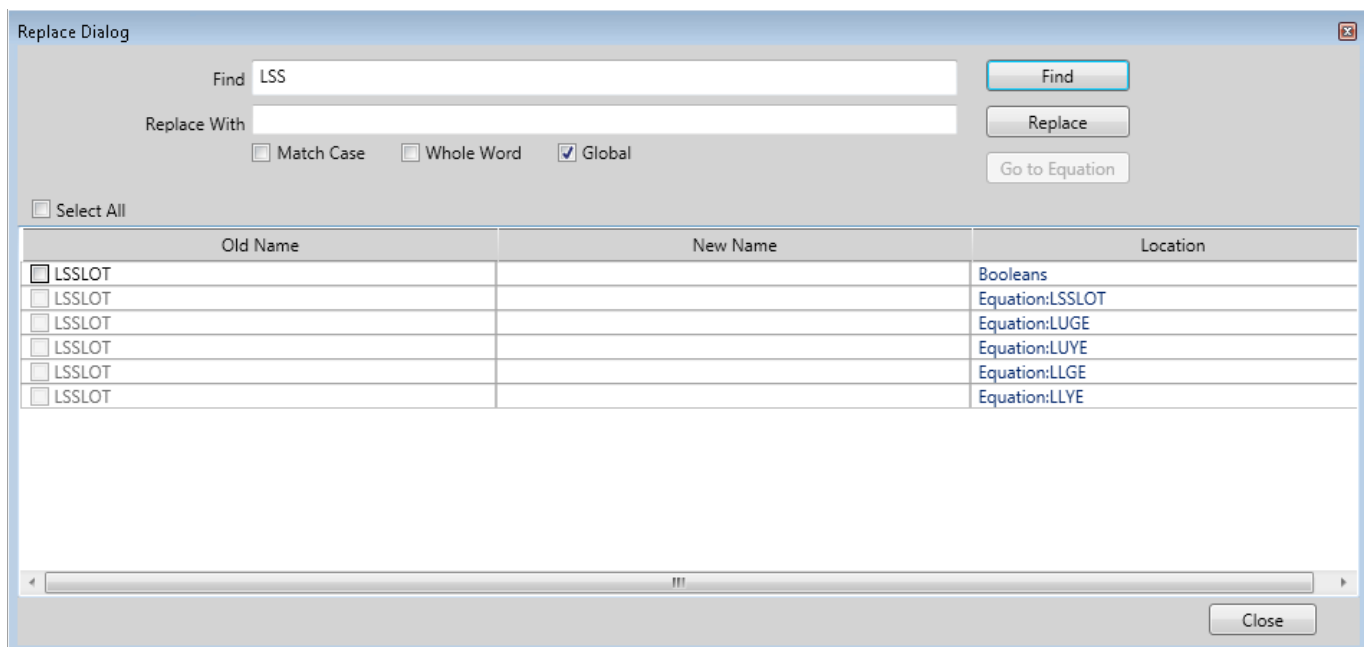 Replace Dialog
Find LSS Find
Replace With Replace
Match Case Whole Word Global
Go to Equation
Select All
Old Name New Name Location
LSSLOT Booleans
LSSLOT Equation:LSSLOT
LSSLOT Equation:LUGE
LSSLOT Equation:LUYE
LSSLOT Equation:LLGE
LSSLOT Equation:LLYE
Close